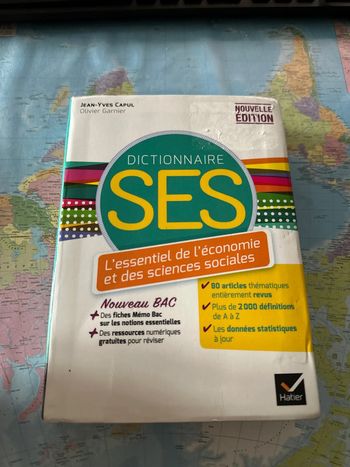 JEAN-YVES CAPUL
Olivier Garnier
NOUVELLE
ÉDITION
DICTIONNAIRE
SES
L'essentiel de l'économie
et des sciences sociales
Nouveau BAC
+ Des fiches Mémo Bac
sur les notions essentielles
+ Des ressources numériques
gratuites pour réviser
✓ 80 articles thématiques
entièrement revus
✓ Plus de 2000 définitions
de A à Z
✓ Les données statistiques
à jour
Hatier